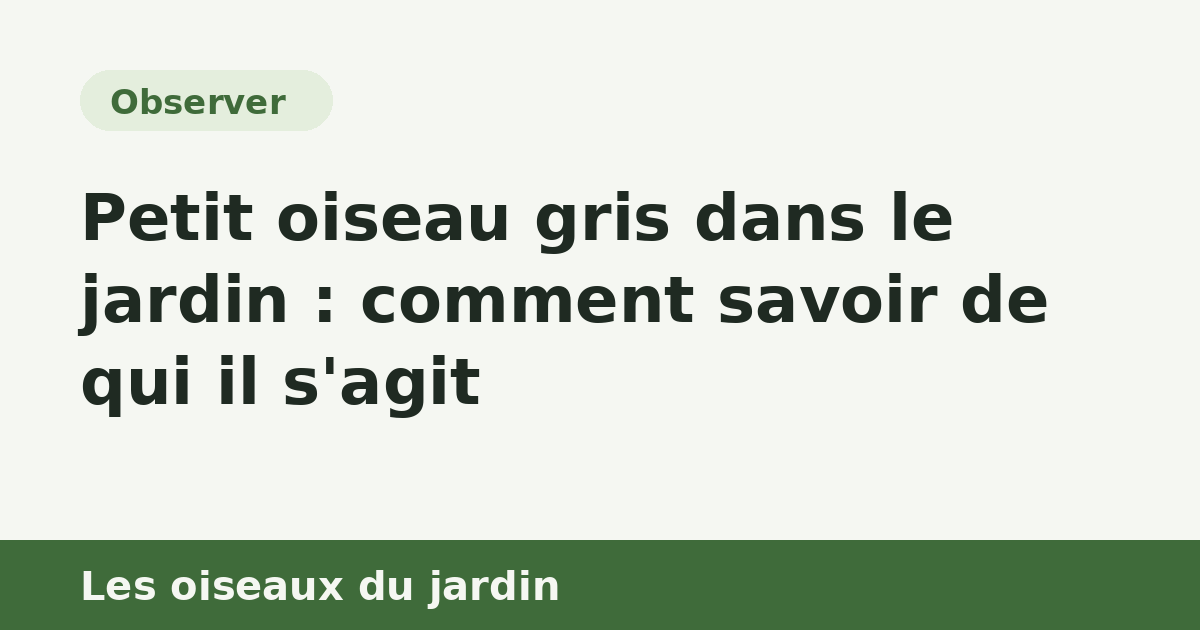 Observer
Petit oiseau gris dans le
jardin : comment savoir de
qui il s'agit
Les oiseaux du jardin